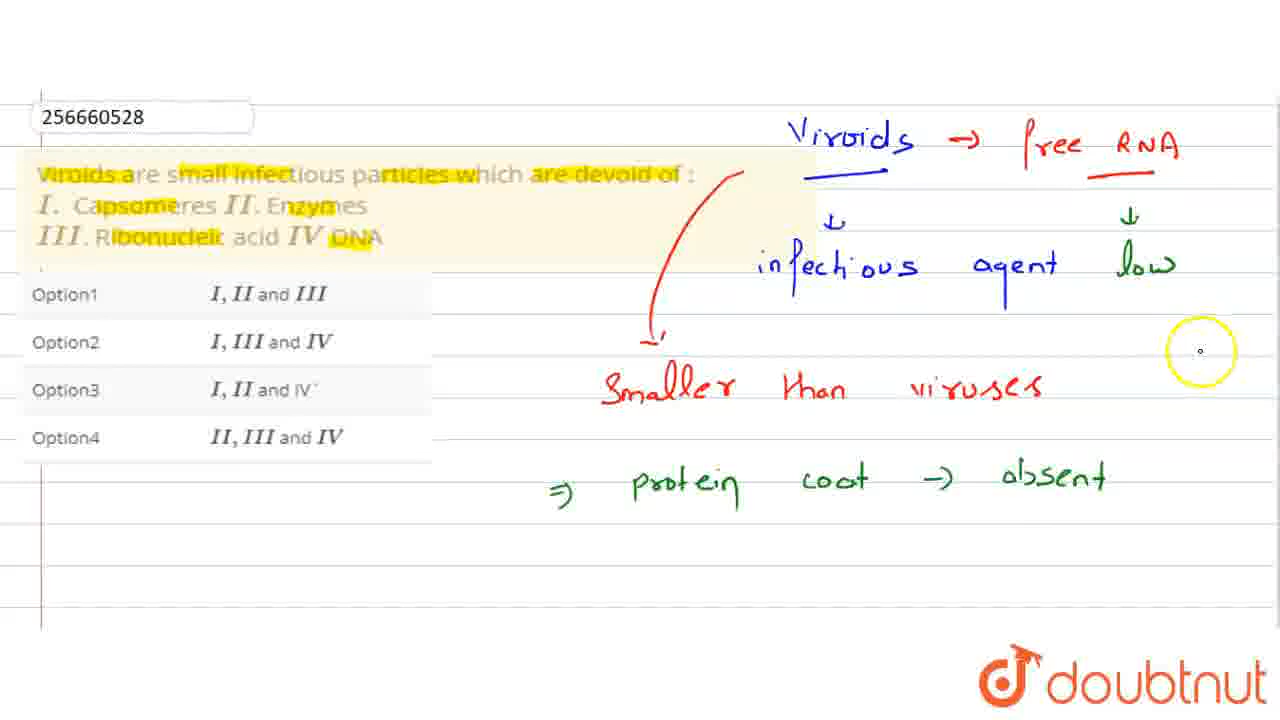 256660528
Viroids are small infectious particles which are devoid of :
I. Capsomeres II. Enzymes
III. Ribonucleic acid IV DNA
Option1 I, II and III
Option2 I, III and IV
Option3 I, II and IV`
Option4 II, III and IV
Viroids → free RNA
↓ ↓
infectious agent low
Smaller than viruses
⇒ protein coat → absent
doubtnut